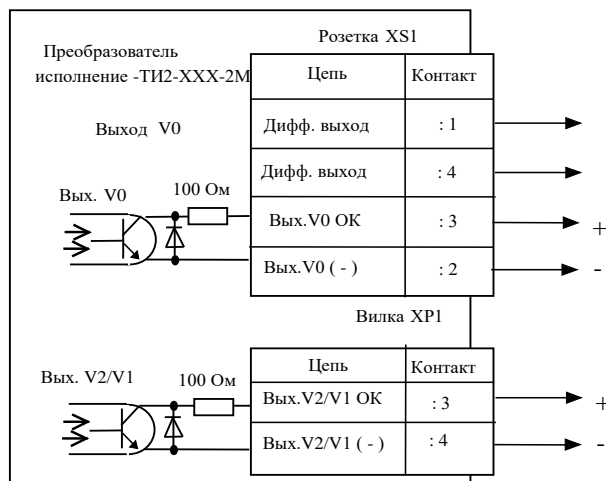 Розетка XS1
Преобразователь
исполнение -ТИ2-ХХХ-2М
Цепь Контакт
Выход V0
Дифф. выход : 1
Дифф. выход : 4
Вых. V0
100 Ом
Вых.V0 ОК : 3
+
Вых.V0 ( - ) : 2
-
Вилка XP1
Цепь Контакт
Вых. V2/V1
100 Ом
Вых.V2/V1 ОК : 3
+
Вых.V2/V1 ( - ) : 4
-